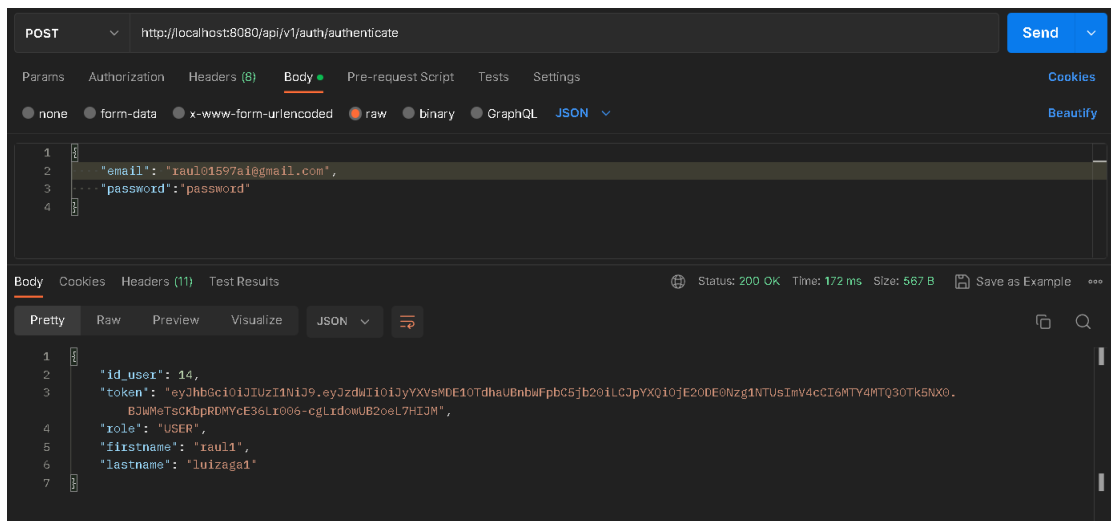 POST http://localhost:8080/api/v1/auth/authenticate Send
Params Authorization Headers (8) Body Pre-request Script Tests Settings Cookies
none form-data x-www-form-urlencoded raw binary GraphQL JSON Beautify
1 {
2 "email": "raul01597ai@gmail.com",
3 "password":"password"
4 }
Body Cookies Headers (11) Test Results Status: 200 OK Time: 172 ms Size: 567 B Save as Example
Pretty Raw Preview Visualize JSON
1 {
2 "id_user": 14,
3 "token": "eyJhbGciOiJIUzI1NiJ9.eyJzdWIiOiJyYXVsMDE1OTdhaUBnbWFpbC5jb20iLCJpYXQiOjE2ODE0Nzg1NTUsImV4cCI6MTY4MTQ3OTk5NX0.
BJWMeTsCKbpRDMYcE36Lr006-cgLrdowUB2oeL7HIJM",
4 "role": "USER",
5 "firstname": "raul1",
6 "lastname": "luizaga1"
7 }